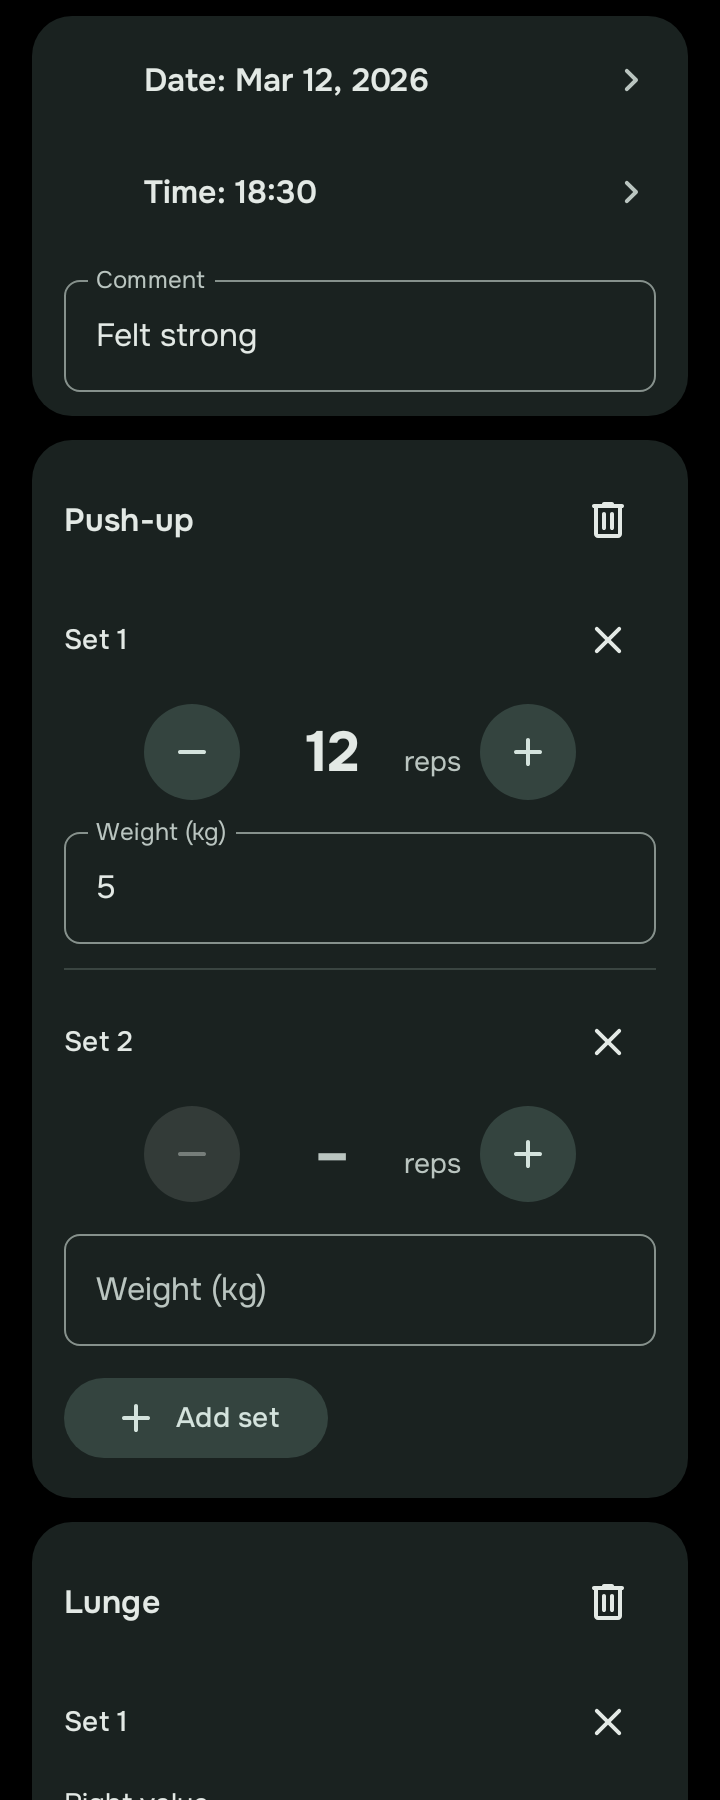 Date: Mar 12, 2026
Time: 18:30
Comment
Felt strong
Push-up
Set 1
12 reps
Weight (kg)
5
Set 2
– reps
Weight (kg)
Add set
Lunge
Set 1